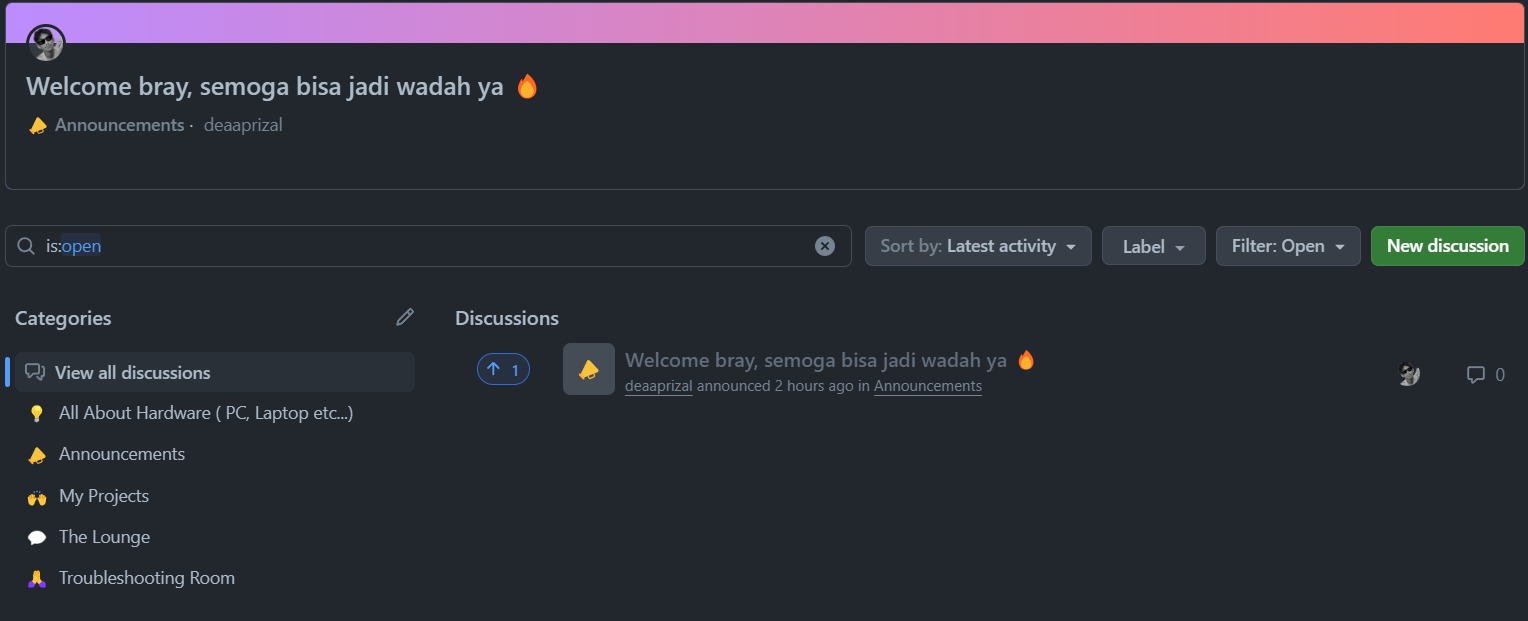 Welcome bray, semoga bisa jadi wadah ya 🔥
📣 Announcements · deaaprizal
is:open
Sort by: Latest activity
Label
Filter: Open
New discussion
Categories
View all discussions
💡 All About Hardware ( PC, Laptop etc...)
📣 Announcements
🙌 My Projects
💬 The Lounge
🙏 Troubleshooting Room
Discussions
1
Welcome bray, semoga bisa jadi wadah ya 🔥
deaaprizal announced 2 hours ago in Announcements
0